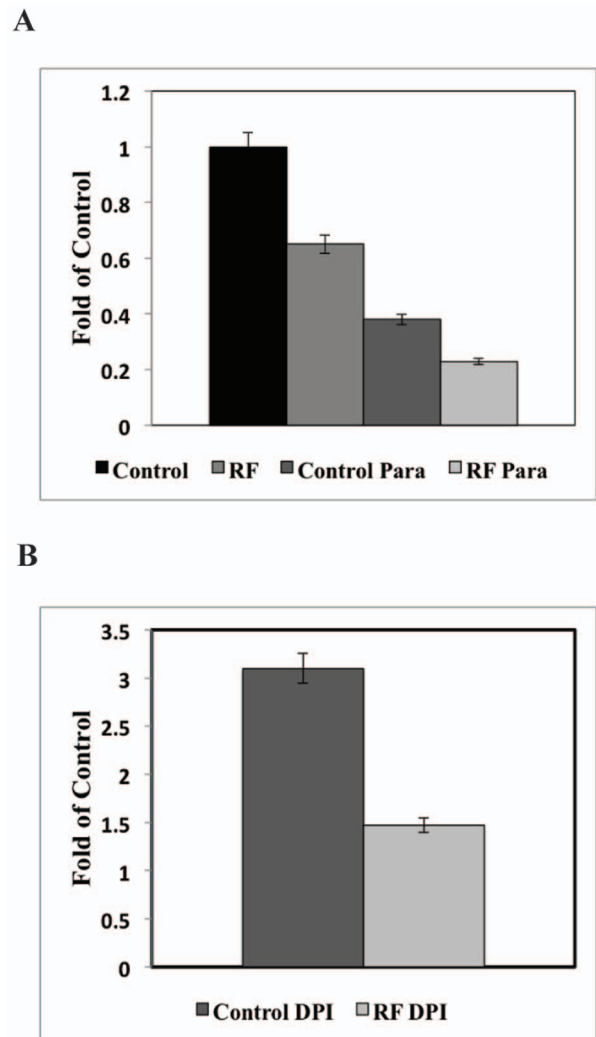 A
Fold of Control
1.2
1
0.8
0.6
0.4
0.2
0
Control RF Control Para RF Para
B
Fold of Control
3.5
3
2.5
2
1.5
1
0.5
0
Control DPI RF DPI